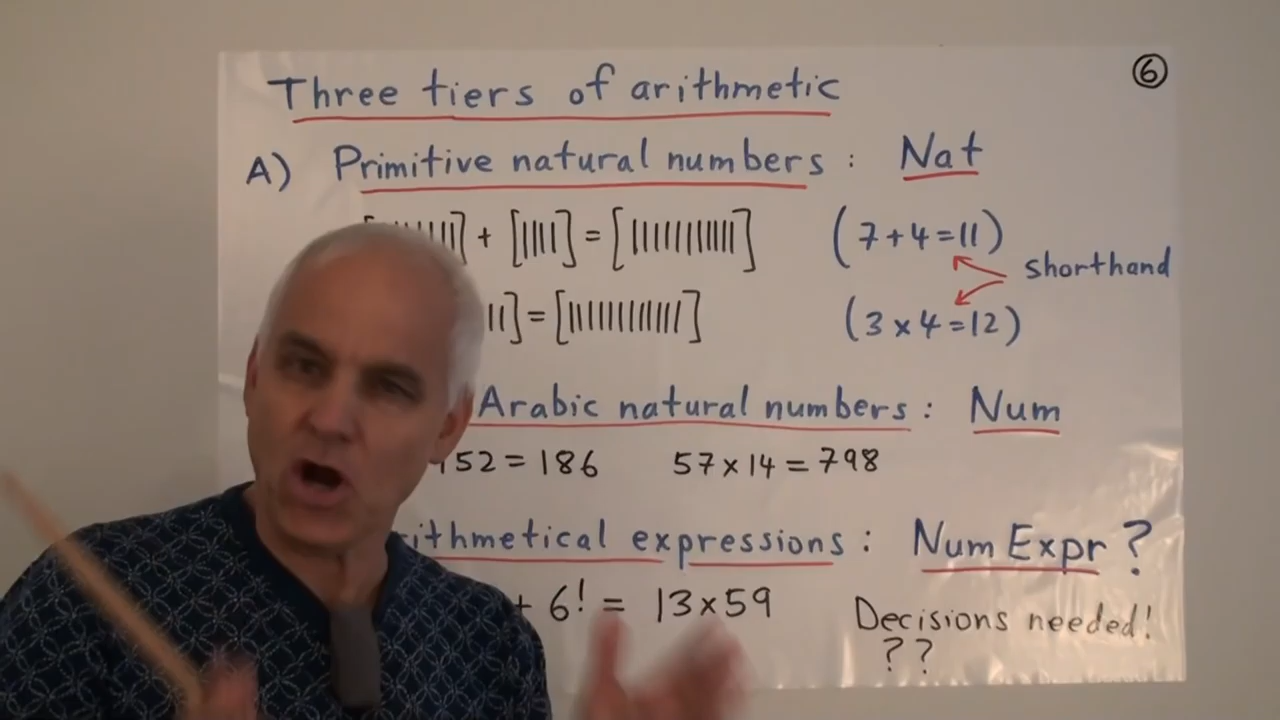 Three tiers of arithmetic
⑥
A) Primitive natural numbers : Nat
] + [||||] = [|||||||||||] (7+4=11)
shorthand
||] = [||||||||||||] (3 x 4 = 12)
Arabic natural numbers : Num
152 = 186 57 x 14 = 798
ithmetical expressions : Num Expr ?
+ 6! = 13 x 59
Decisions needed!
? ?